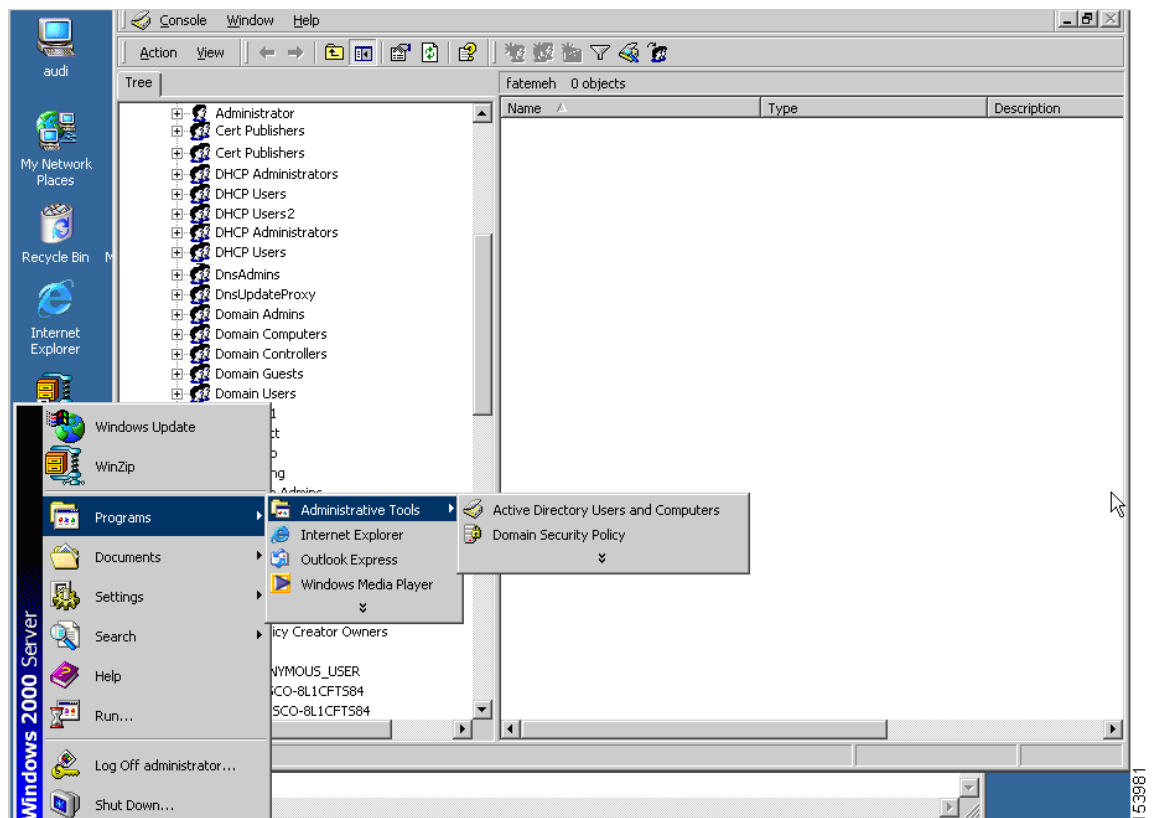 audi
My Network
Places
Recycle Bin
Internet
Explorer
Console Window Help
Action View
Tree
Administrator
Cert Publishers
Cert Publishers
DHCP Administrators
DHCP Users
DHCP Users2
DHCP Administrators
DHCP Users
DnsAdmins
DnsUpdateProxy
Domain Admins
Domain Computers
Domain Controllers
Domain Guests
Domain Users
icy Creator Owners
NYMOUS_USER
SCO-8L1CFTS84
SCO-8L1CFTS84
fatemeh 0 objects
Name Type Description
Windows 2000 Server
Windows Update
WinZip
Programs
Documents
Settings
Search
Help
Run...
Log Off administrator...
Shut Down...
Administrative Tools
Internet Explorer
Outlook Express
Windows Media Player
Active Directory Users and Computers
Domain Security Policy
153981